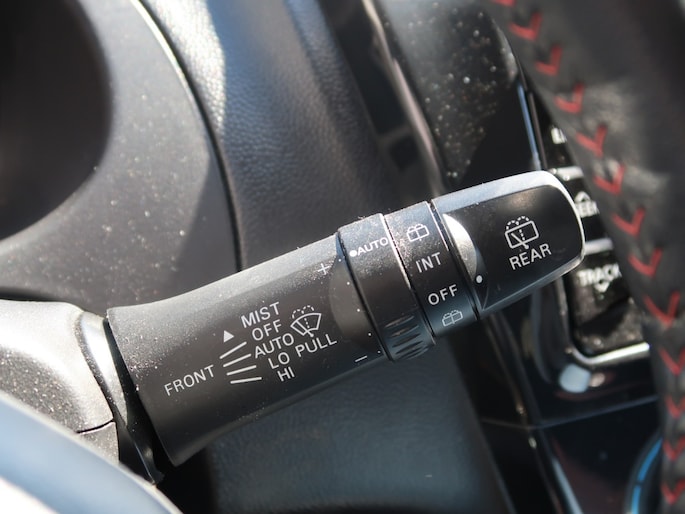 FRONT
MIST
OFF
AUTO
LO PULL
HI
+
−
AUTO
INT
OFF
REAR
TRACK